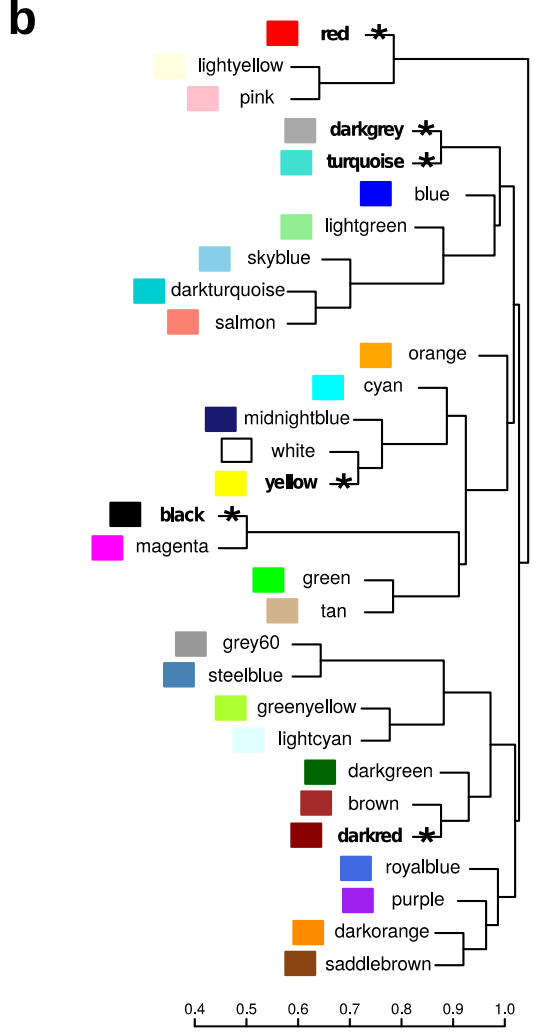 b
red *
lightyellow
pink
darkgrey *
turquoise *
blue
lightgreen
skyblue
darkturquoise
salmon
orange
cyan
midnightblue
white
yellow *
black *
magenta
green
tan
grey60
steelblue
greenyellow
lightcyan
darkgreen
brown
darkred *
royalblue
purple
darkorange
saddlebrown
0.4 0.5 0.6 0.7 0.8 0.9 1.0